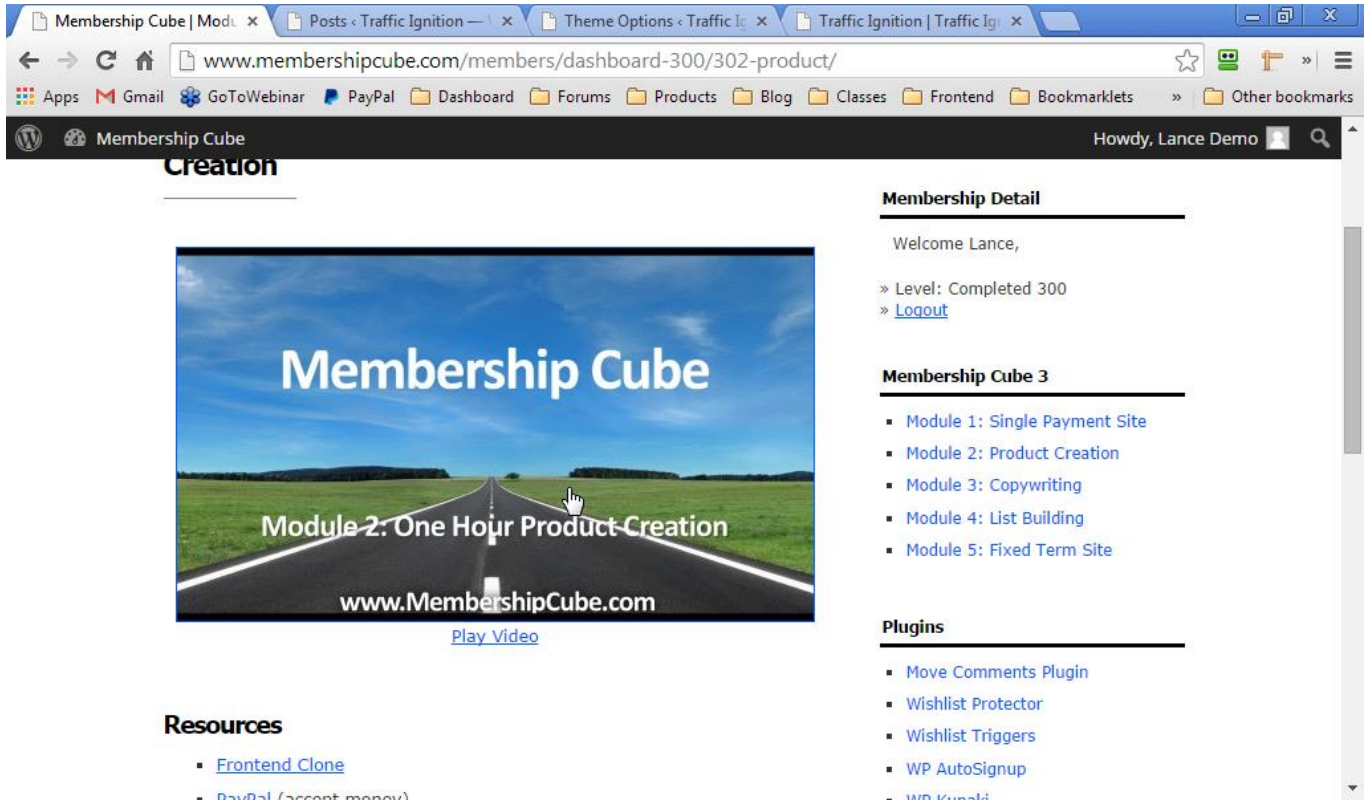 Membership Cube | Modu
Posts ‹ Traffic Ignition —
Theme Options ‹ Traffic Ig
Traffic Ignition | Traffic Ig
www.membershipcube.com/members/dashboard-300/302-product/
Apps Gmail GoToWebinar PayPal Dashboard Forums Products Blog Classes Frontend Bookmarklets » Other bookmarks
Membership Cube
Howdy, Lance Demo
Creation
Membership Cube
Module 2: One Hour Product Creation
www.MembershipCube.com
Play Video
Resources
Frontend Clone
PayPal (accept money)
Membership Detail
Welcome Lance,
» Level: Completed 300
» Logout
Membership Cube 3
Module 1: Single Payment Site
Module 2: Product Creation
Module 3: Copywriting
Module 4: List Building
Module 5: Fixed Term Site
Plugins
Move Comments Plugin
Wishlist Protector
Wishlist Triggers
WP AutoSignup
WP Kunaki